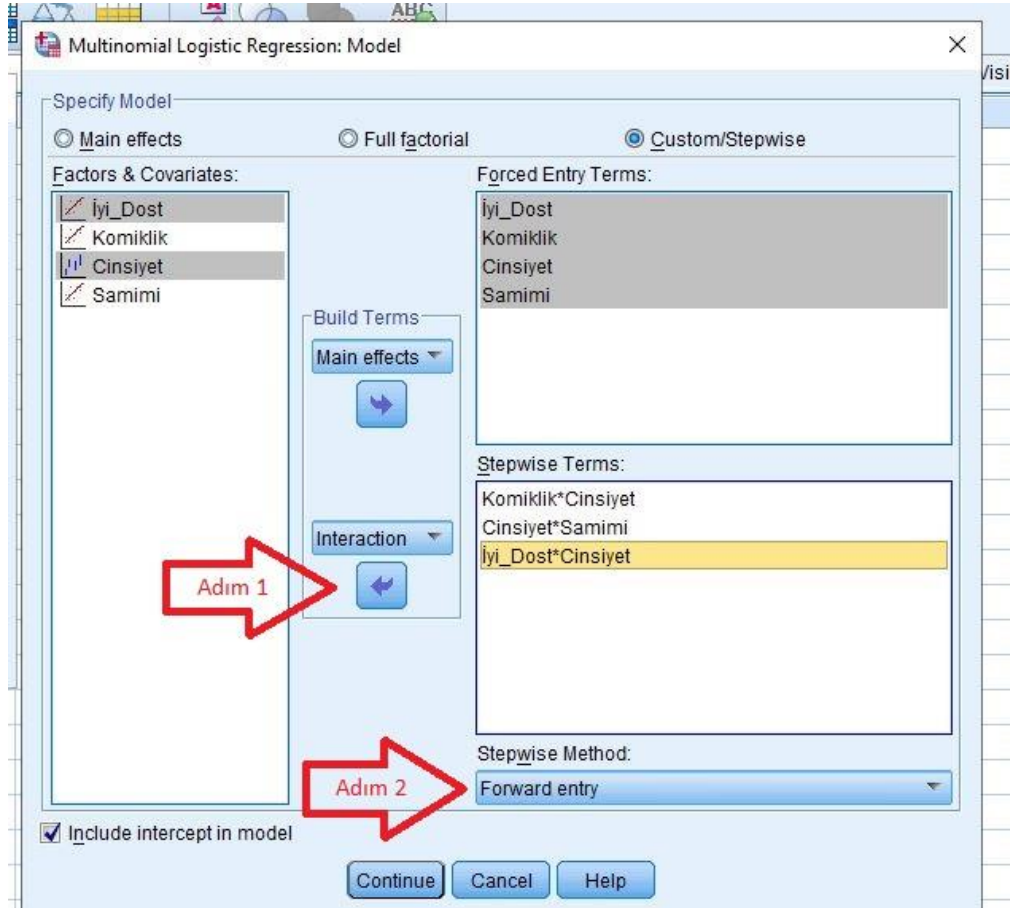 ABC
Multinomial Logistic Regression: Model
Visi
Specify Model
Main effects
Full factorial
Custom/Stepwise
Factors & Covariates:
Forced Entry Terms:
İyi_Dost
Komiklik
Cinsiyet
Samimi
İyi_Dost
Komiklik
Cinsiyet
Samimi
Build Terms
Main effects
Stepwise Terms:
Komiklik*Cinsiyet
Cinsiyet*Samimi
İyi_Dost*Cinsiyet
Interaction
Adım 1
Stepwise Method:
Adım 2
Forward entry
Include intercept in model
Continue
Cancel
Help